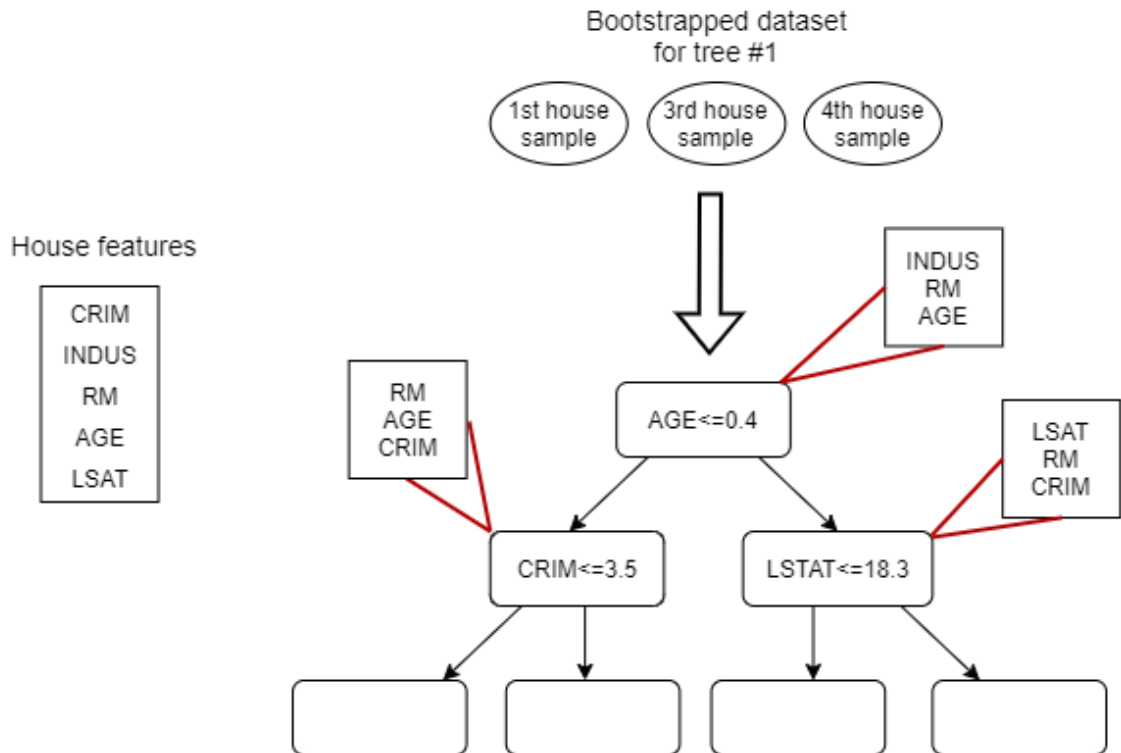 Bootstrapped dataset
for tree #1
1st house
sample
3rd house
sample
4th house
sample
House features
CRIM
INDUS
RM
AGE
LSAT
INDUS
RM
AGE
RM
AGE
CRIM
AGE<=0.4
LSAT
RM
CRIM
CRIM<=3.5
LSTAT<=18.3